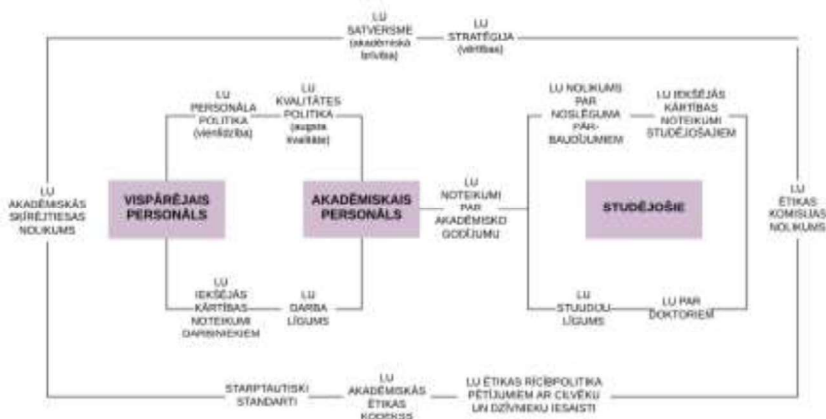 LU
SATVERSME
(akadēmiskā
brīvība)
LU
STRATĒĢIJA
(vērtības)
LU
PERSONĀLA
POLITIKA
(vienlīdzība)
LU
KVALITĀTES
POLITIKA
(augsta
kvalitāte)
LU NOLIKUMS
PAR
NOSLĒGUMA
PĀR-
BAUDĪJUMIEM
LU IEKŠĒJĀS
KĀRTĪBAS
NOTEIKUMI
STUDĒJOŠAJIEM
LU
AKADĒMISKĀS
ŠĶĪRĒJTIESAS
NOLIKUMS
VISPĀRĒJAIS
PERSONĀLS
AKADĒMISKAIS
PERSONĀLS
LU
NOTEIKUMI
PAR
AKADĒMISKO
GODĪGUMU
STUDĒJOŠIE
LU
ĒTIKAS
KOMISIJAS
NOLIKUMS
LU
IEKŠĒJĀS
KĀRTĪBAS
NOTEIKUMI
DARBINIEKIEM
LU
DARBA
LĪGUMS
LU
STUDIJU
LĪGUMS
LU PAR
DOKTORIEM
STARPTAUTISKI
STANDARTI
LU
AKADĒMISKĀS
ĒTIKAS
KODEKSS
LU ĒTIKAS RĪCĪBPOLITIKA
PĒTĪJUMIEM AR CILVĒKU
UN DZĪVNIEKU IESAISTI